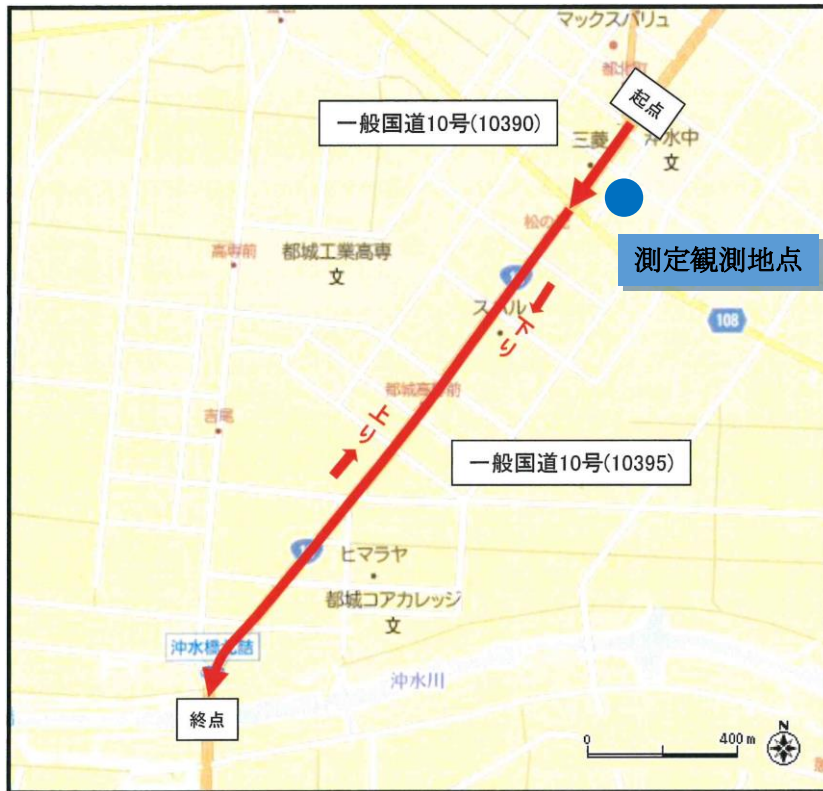 マックスバリュ
都北町
起点
一般国道10号(10390)
三菱
沖水中
文
松の元
測定観測地点
高専前
都城工業高専
文
スバル
下り
108
都城高専前
吉尾
上り
一般国道10号(10395)
ヒマラヤ
都城コアカレッジ
文
沖水橋北詰
沖水川
終点
0
400m
N